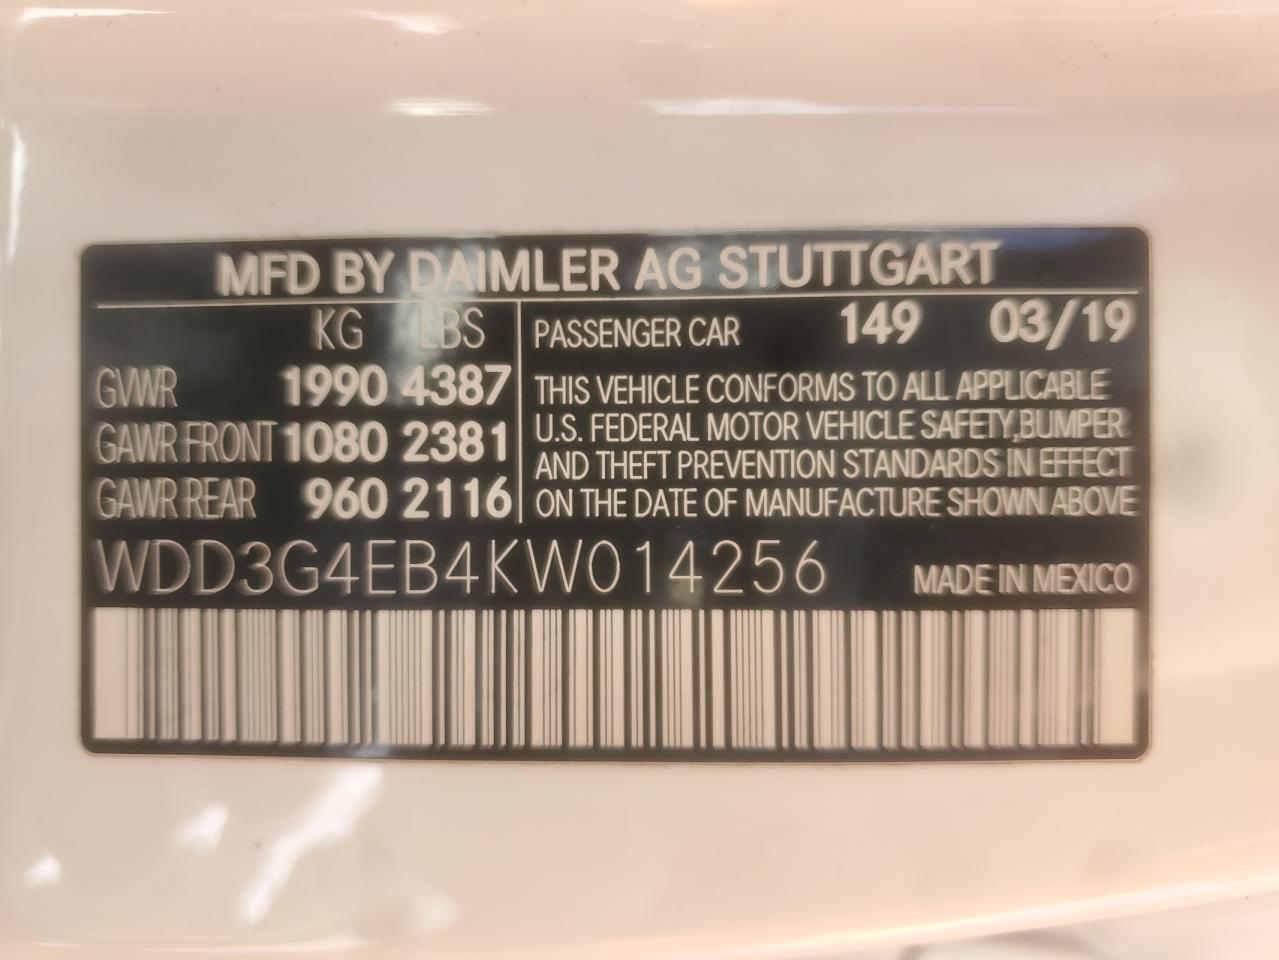 MFD BY DAIMLER AG STUTTGART
KG LBS
GVWR 1990 4387
GAWR FRONT 1080 2381
GAWR REAR 960 2116
PASSENGER CAR 149 03/19
THIS VEHICLE CONFORMS TO ALL APPLICABLE
U.S. FEDERAL MOTOR VEHICLE SAFETY,BUMPER
AND THEFT PREVENTION STANDARDS IN EFFECT
ON THE DATE OF MANUFACTURE SHOWN ABOVE
WDD3G4EB4KW014256 MADE IN MEXICO